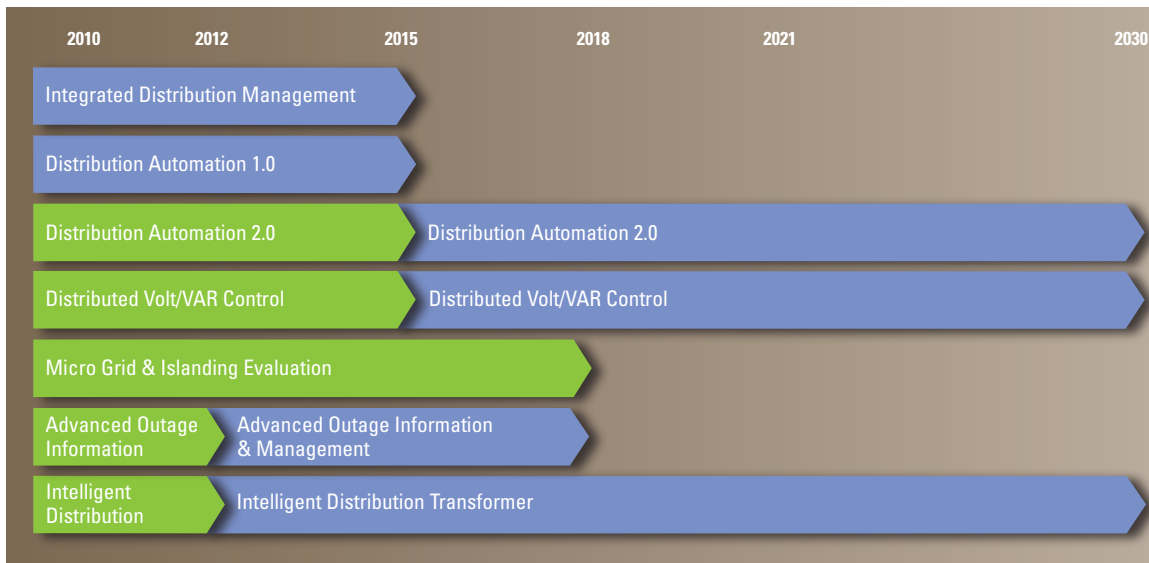 2010 2012 2015 2018 2021 2030
Integrated Distribution Management
Distribution Automation 1.0
Distribution Automation 2.0 Distribution Automation 2.0
Distributed Volt/VAR Control Distributed Volt/VAR Control
Micro Grid & Islanding Evaluation
Advanced Outage
Information
Advanced Outage Information
& Management
Intelligent
Distribution
Intelligent Distribution Transformer